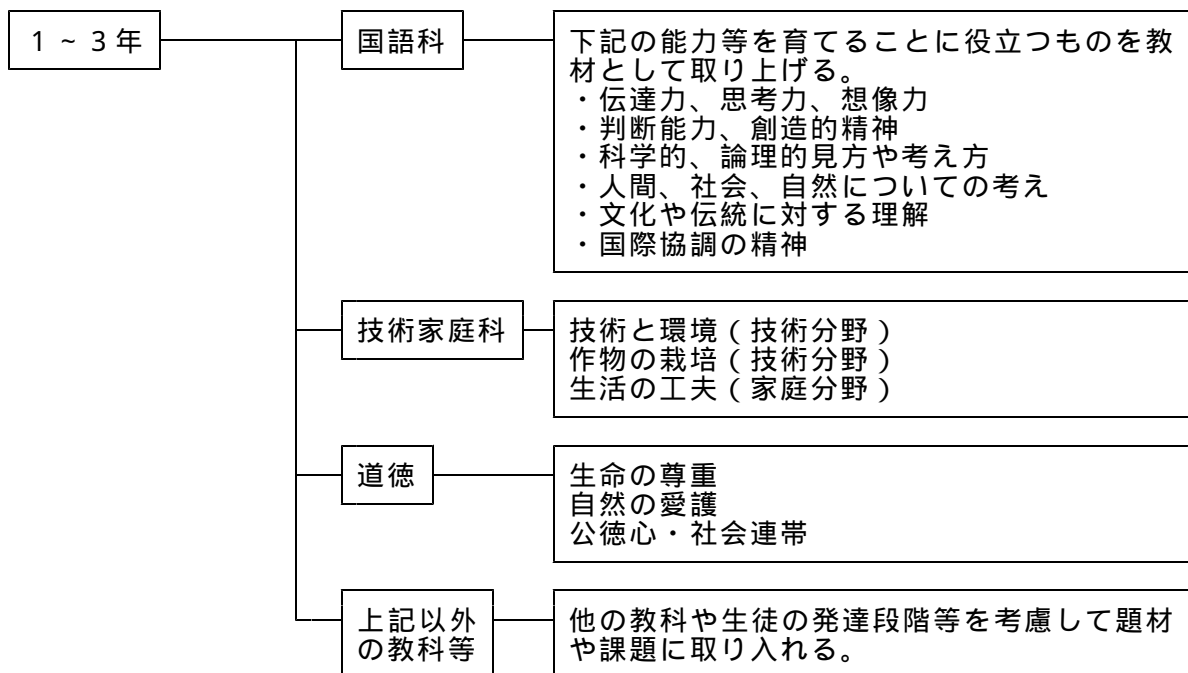 1～3年
国語科
下記の能力等を育てることに役立つものを教
材として取り上げる。
・伝達力、思考力、想像力
・判断能力、創造的精神
・科学的、論理的見方や考え方
・人間、社会、自然についての考え
・文化や伝統に対する理解
・国際協調の精神
技術家庭科
技術と環境（技術分野）
作物の栽培（技術分野）
生活の工夫（家庭分野）
道徳
生命の尊重
自然の愛護
公徳心・社会連帯
上記以外
の教科等
他の教科や生徒の発達段階等を考慮して題材
や課題に取り入れる。